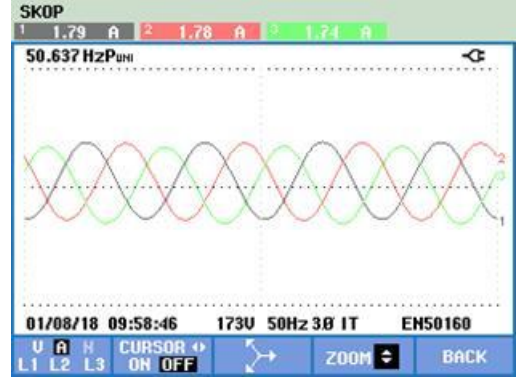 SKOP
1 1.79 A 2 1.78 A 3 1.74 A
50.637 HzPUNI
2
3
1
01/08/18 09:58:46 173V 50Hz 3Ø IT EN50160
V A N
L1 L2 L3
CURSOR
ON OFF
ZOOM
BACK